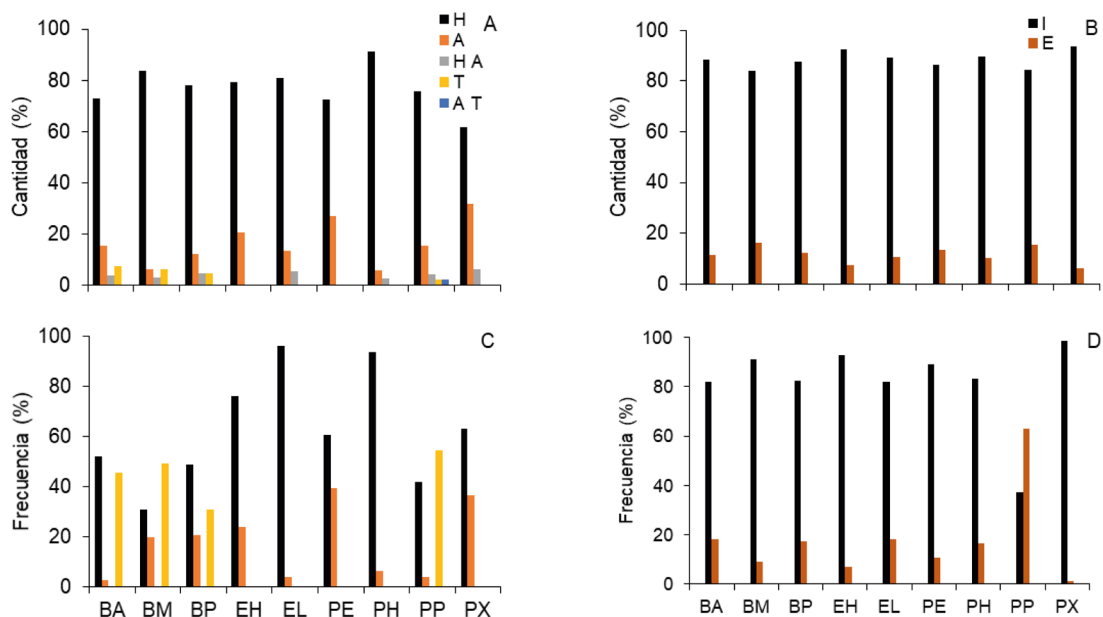 A
H
A
H A
T
A T
Cantidad (%)
100
80
60
40
20
0
B
I
E
Cantidad (%)
100
80
60
40
20
0
C
Frecuencia (%)
100
80
60
40
20
0
BA BM BP EH EL PE PH PP PX
D
Frecuencia (%)
100
80
60
40
20
0
BA BM BP EH EL PE PH PP PX